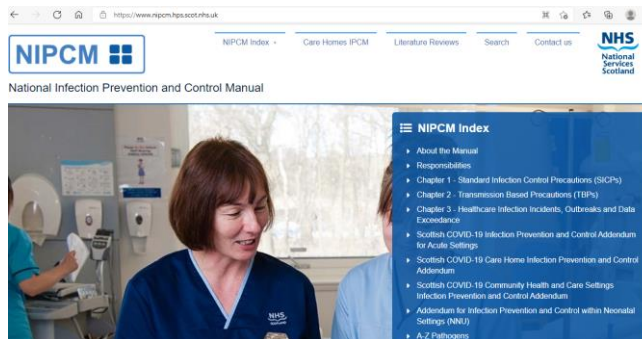 https://www.nipcm.hps.scot.nhs.uk
NIPCM
NIPCM Index
Care Homes IPCM
Literature Reviews
Search
Contact us
NHS
National
Services
Scotland
National Infection Prevention and Control Manual
NIPCM Index
About the Manual
Responsibilities
Chapter 1 - Standard Infection Control Precautions (SICPs)
Chapter 2 - Transmission Based Precautions (TBPs)
Chapter 3 - Healthcare Infection Incidents, Outbreaks and Data
Exceedance
Scottish COVID-19 Infection Prevention and Control Addendum
for Acute Settings
Scottish COVID-19 Care Home Infection Prevention and Control
Addendum
Scottish COVID-19 Community Health and Care Settings
Infection Prevention and Control Addendum
Addendum for Infection Prevention and Control within Neonatal
Settings (NNU)
A-Z Pathogens
NHS